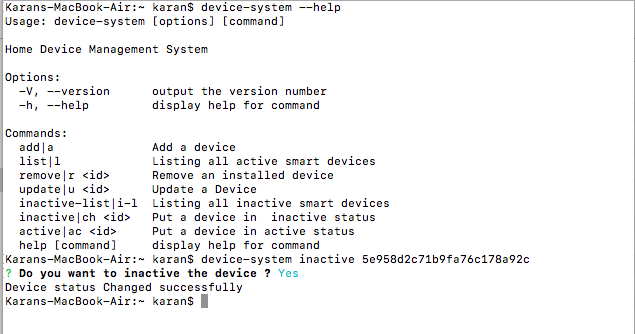 Karans-MacBook-Air:~ karan$ device-system --help
Usage: device-system [options] [command]

Home Device Management System

Options:
  -V, --version      output the version number
  -h, --help         display help for command

Commands:
  add|a              Add a device
  list|l             Listing all active smart devices
  remove|r <id>      Remove an installed device
  update|u <id>      Update a Device
  inactive-list|i-l  Listing all inactive smart devices
  inactive|ch <id>   Put a device in  inactive status
  active|ac <id>     Put a device in active status
  help [command]     display help for command
Karans-MacBook-Air:~ karan$ device-system inactive 5e958d2c71b9fa76c178a92c
? Do you want to inactive the device ? Yes
Device status Changed successfully
Karans-MacBook-Air:~ karan$